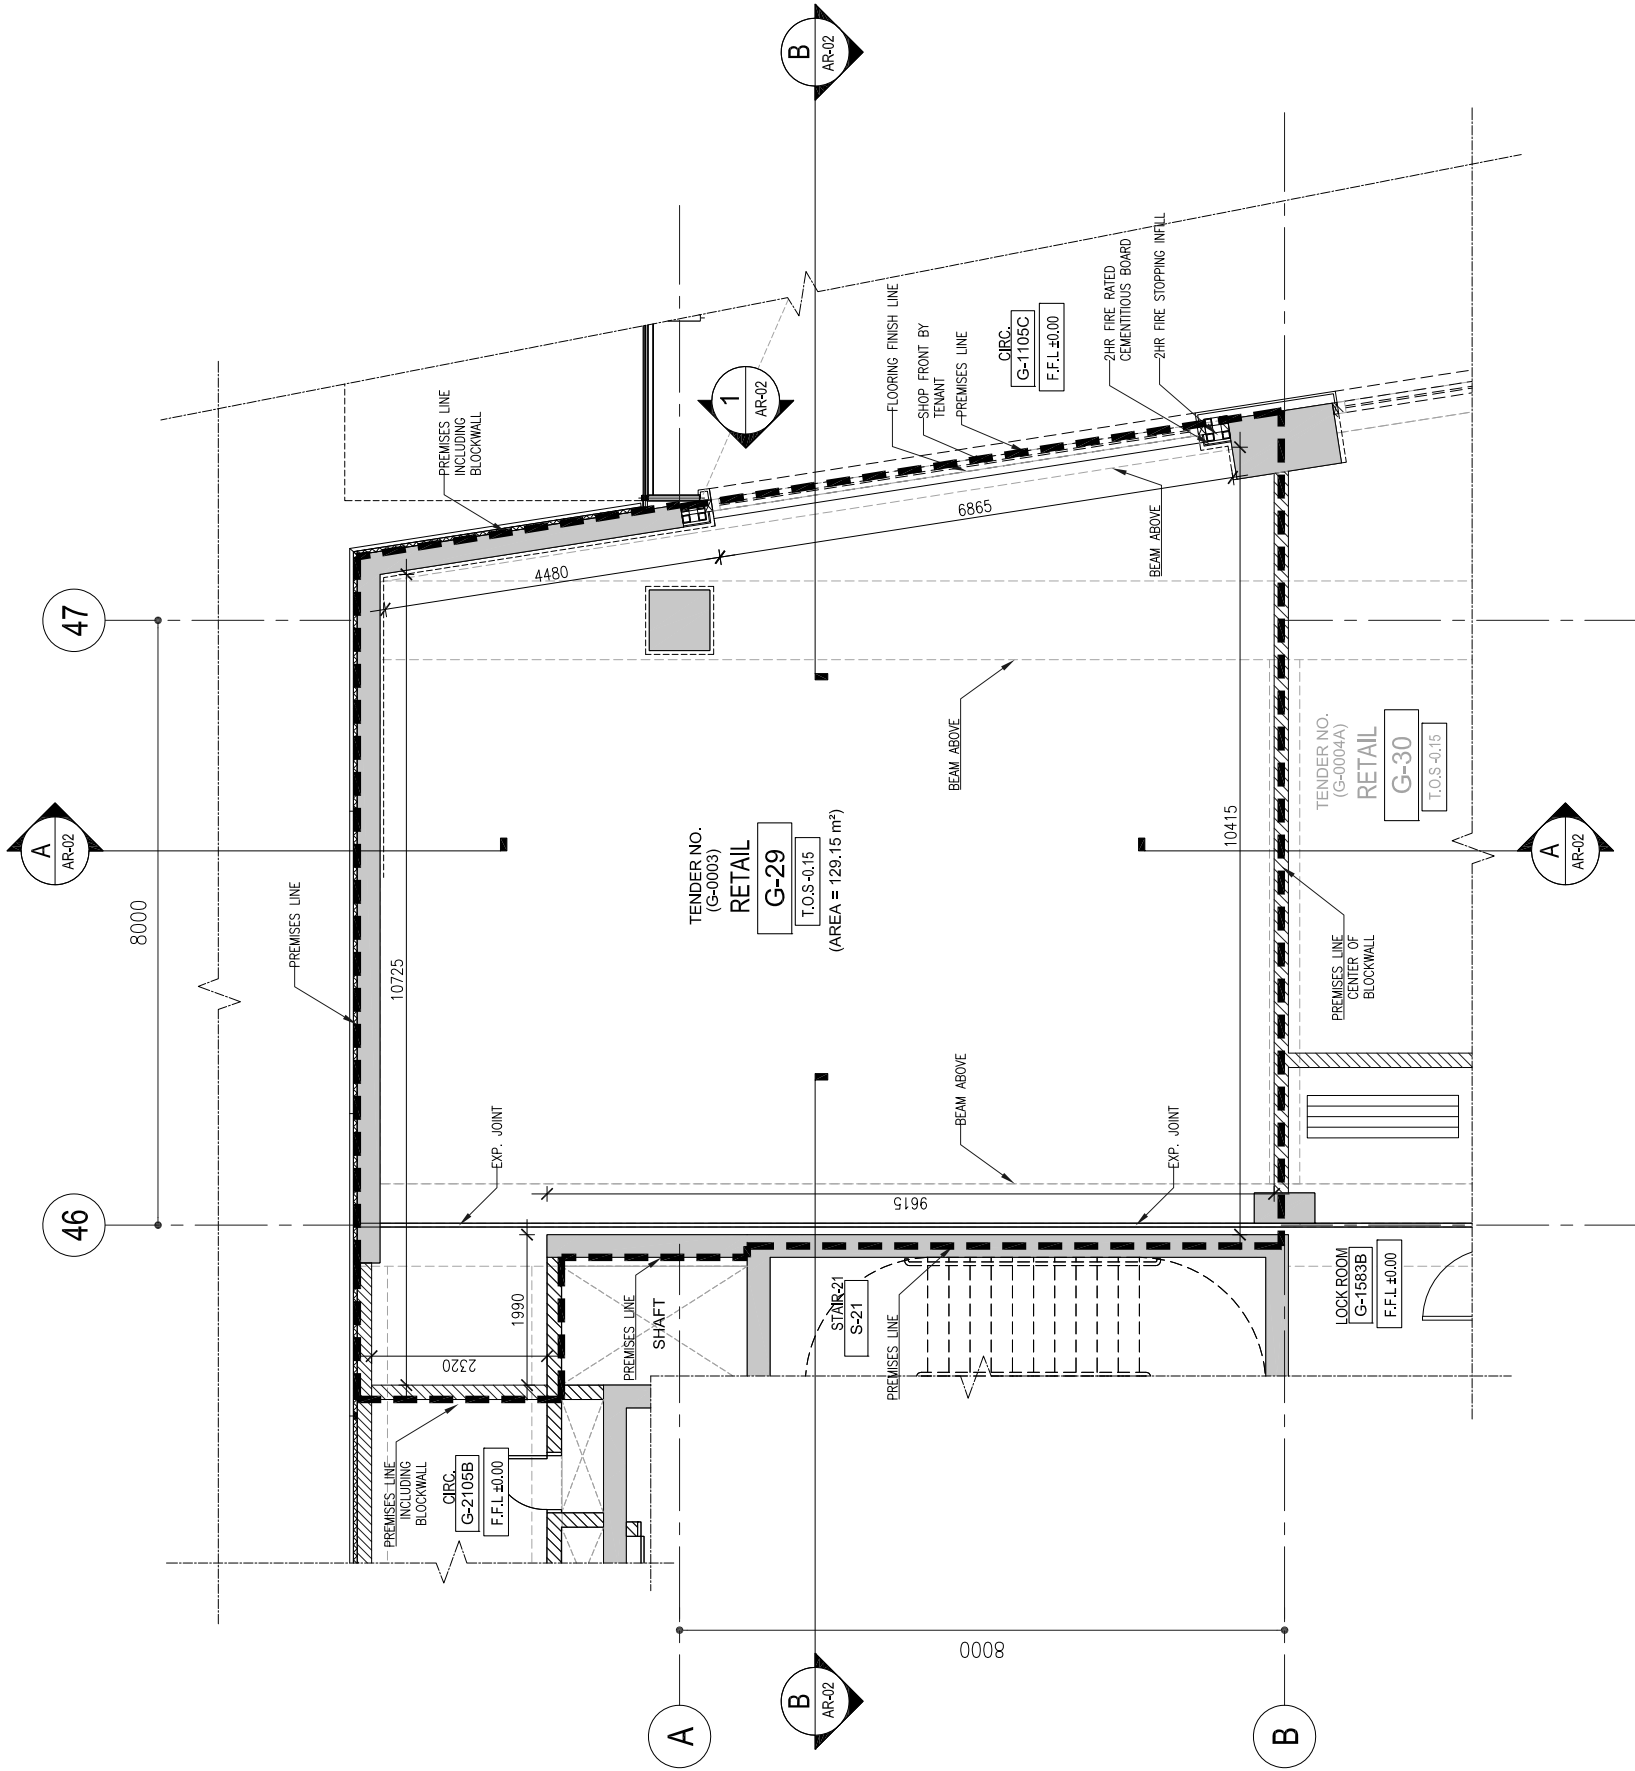 B
AR-02
47
46
8000
A
AR-02
PREMISES LINE
PREMISES LINE
INCLUDING
BLOCKWALL
1
AR-02
FLOORING FINISH LINE
SHOP FRONT BY
TENANT
PREMISES LINE
CIRC.
G-1105C
F.F.L ±0.00
2HR FIRE RATED
CEMENTITIOUS BOARD
2HR FIRE STOPPING INFILL
4480
6865
BEAM ABOVE
10725
BEAM ABOVE
TENDER NO.
(G-0003)
RETAIL
G-29
T.O.S -0.15
(AREA = 129.15 m²)
10415
TENDER NO.
(G-0004A)
RETAIL
G-30
T.O.S -0.15
A
AR-02
PREMISES LINE
CENTER OF
BLOCKWALL
EXP. JOINT
BEAM ABOVE
EXP. JOINT
9615
1990
2320
PREMISES LINE
SHAFT
STAIR-21
S-21
PREMISES LINE
LOCK ROOM
G-1583B
F.F.L ±0.00
PREMISES LINE
INCLUDING
BLOCKWALL
CIRC.
G-2105B
F.F.L ±0.00
8000
A
B
AR-02
B